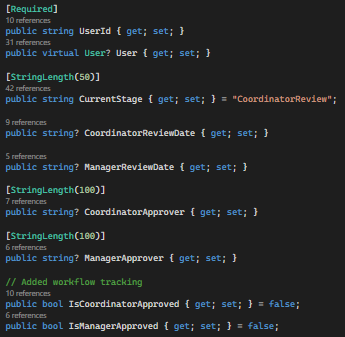 [Required]
10 references
public string UserId { get; set; }
31 references
public virtual User? User { get; set; }
[StringLength(50)]
42 references
public string CurrentStage { get; set; } = "CoordinatorReview";
9 references
public string? CoordinatorReviewDate { get; set; }
5 references
public string? ManagerReviewDate { get; set; }
[StringLength(100)]
7 references
public string? CoordinatorApprover { get; set; }
[StringLength(100)]
6 references
public string? ManagerApprover { get; set; }
// Added workflow tracking
10 references
public bool IsCoordinatorApproved { get; set; } = false;
6 references
public bool IsManagerApproved { get; set; } = false;